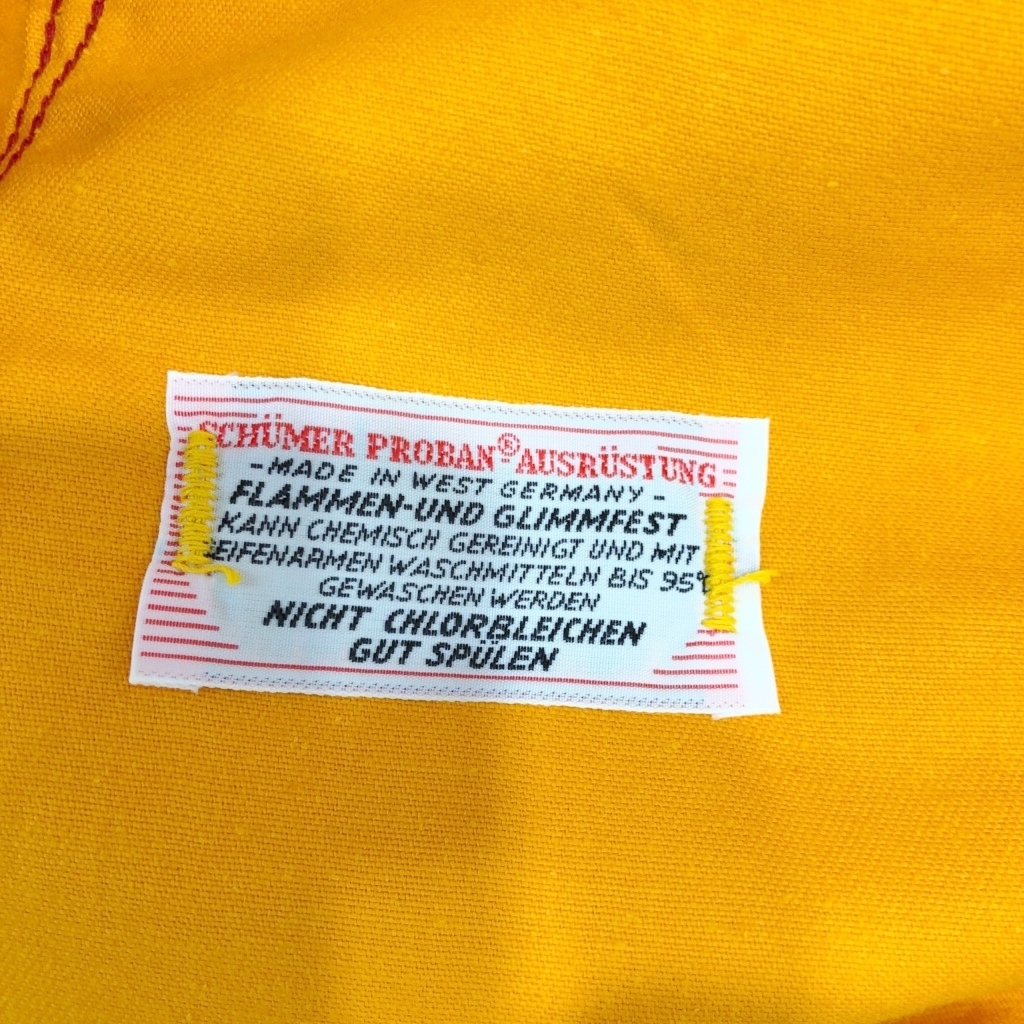 SCHÜMER PROBAN®AUSRÜSTUNG
-MADE IN WEST GERMANY-
FLAMMEN-UND GLIMMFEST
KANN CHEMISCH GEREINIGT UND MIT
EIFENARMEN WASCHMITTELN BIS 95°
GEWASCHEN WERDEN
NICHT CHLORBLEICHEN
GUT SPÜLEN